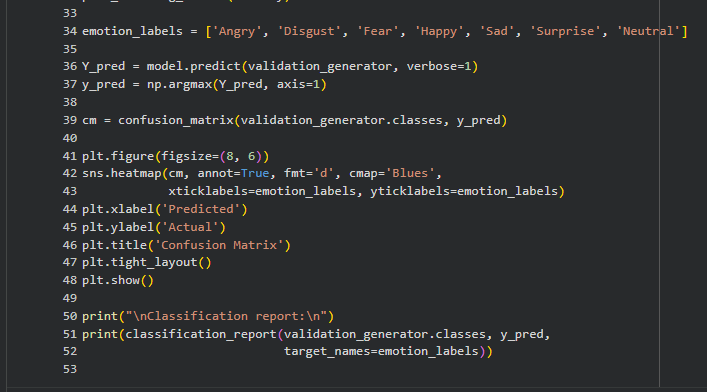 33
34 emotion_labels = ['Angry', 'Disgust', 'Fear', 'Happy', 'Sad', 'Surprise', 'Neutral']
35
36 Y_pred = model.predict(validation_generator, verbose=1)
37 y_pred = np.argmax(Y_pred, axis=1)
38
39 cm = confusion_matrix(validation_generator.classes, y_pred)
40
41 plt.figure(figsize=(8, 6))
42 sns.heatmap(cm, annot=True, fmt='d', cmap='Blues',
43             xticklabels=emotion_labels, yticklabels=emotion_labels)
44 plt.xlabel('Predicted')
45 plt.ylabel('Actual')
46 plt.title('Confusion Matrix')
47 plt.tight_layout()
48 plt.show()
49
50 print("\nClassification report:\n")
51 print(classification_report(validation_generator.classes, y_pred,
52                             target_names=emotion_labels))
53